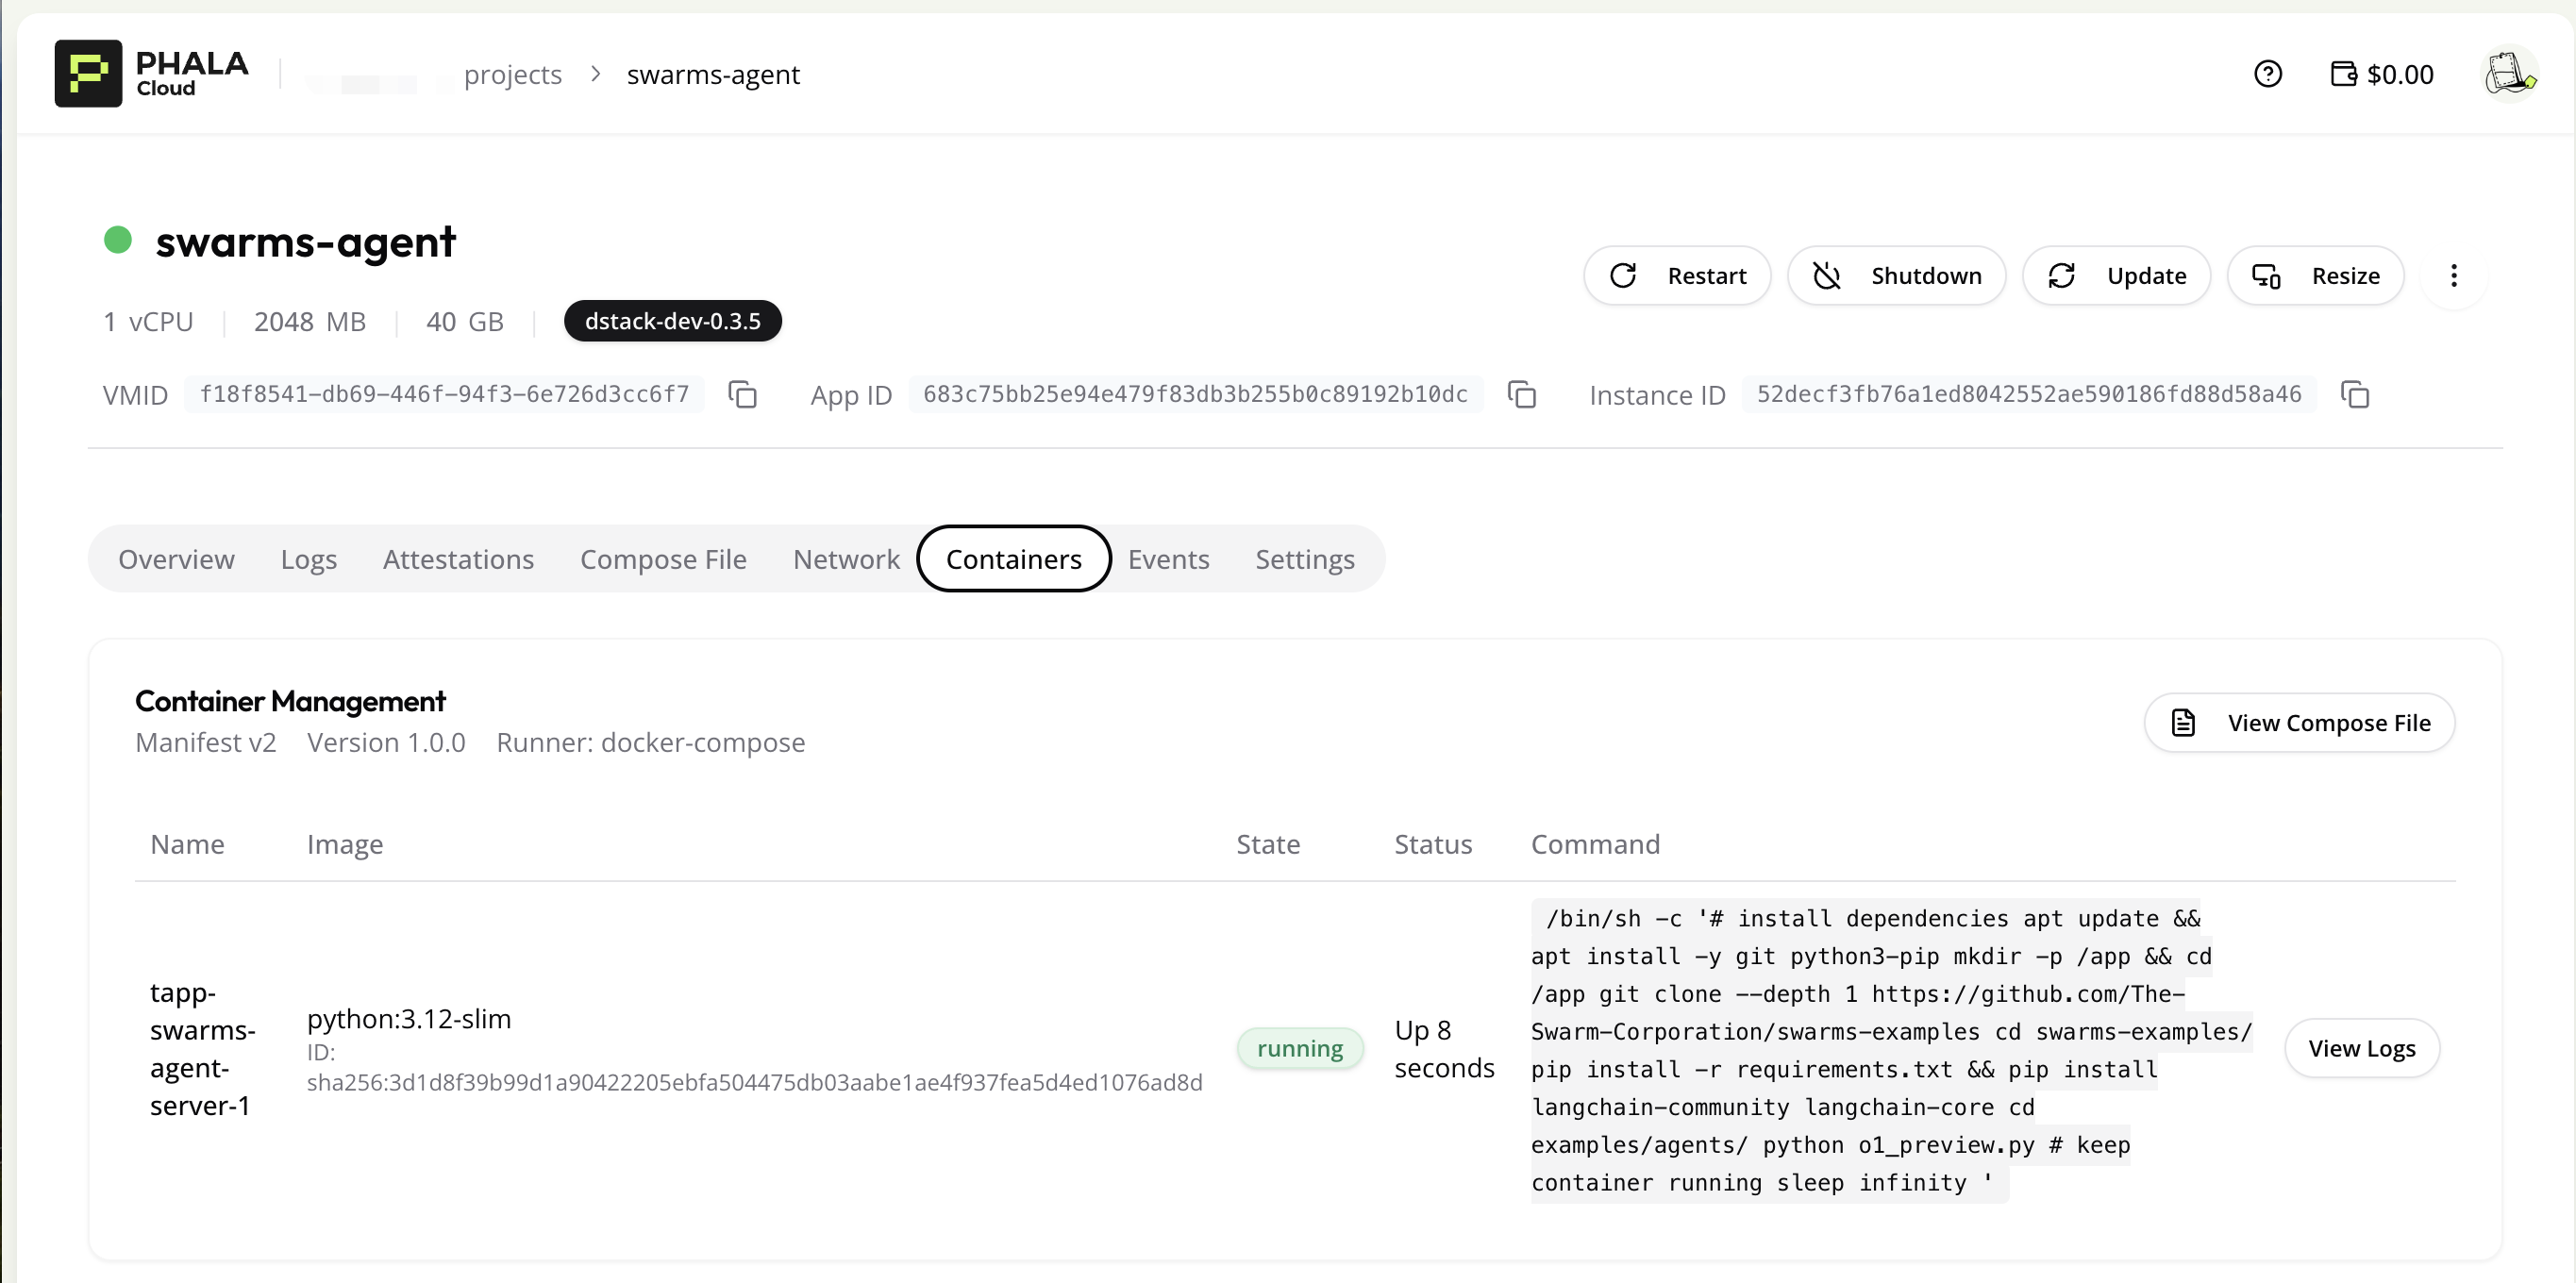 PHALA
Cloud
projects > swarms-agent
$0.00
swarms-agent
Restart
Shutdown
Update
Resize
1 vCPU
2048 MB
40 GB
dstack-dev-0.3.5
VMID f18f8541-db69-446f-94f3-6e726d3cc6f7
App ID 683c75bb25e94e479f83db3b255b0c89192b10dc
Instance ID 52decf3fb76a1ed8042552ae590186fd88d58a46
Overview
Logs
Attestations
Compose File
Network
Containers
Events
Settings
Container Management
Manifest v2 Version 1.0.0 Runner: docker-compose
View Compose File
Name
Image
State
Status
Command
tapp-
swarms-
agent-
server-1
python:3.12-slim
ID:
sha256:3d1d8f39b99d1a90422205ebfa504475db03aabe1ae4f937fea5d4ed1076ad8d
running
Up 8
seconds
/bin/sh -c '# install dependencies apt update &&
apt install -y git python3-pip mkdir -p /app && cd
/app git clone --depth 1 https://github.com/The-
Swarm-Corporation/swarms-examples cd swarms-examples/
pip install -r requirements.txt && pip install
langchain-community langchain-core cd
examples/agents/ python o1_preview.py # keep
container running sleep infinity '
View Logs